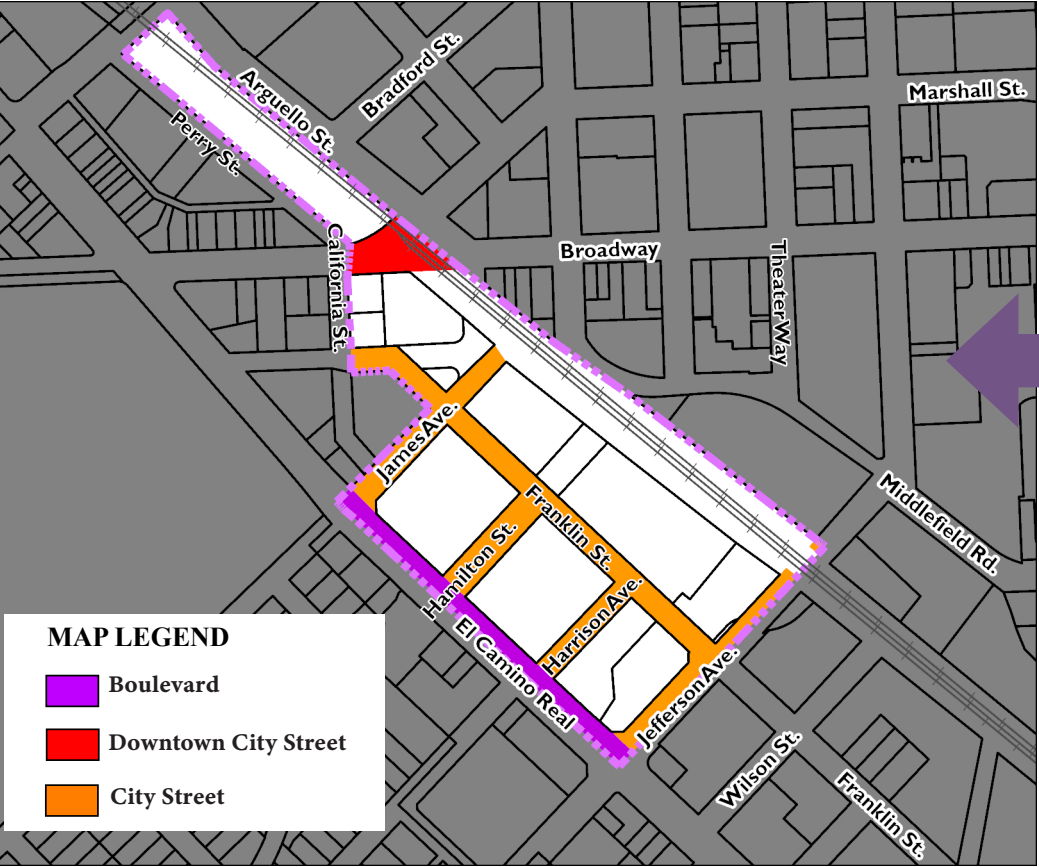 Bradford St.
Marshall St.
Arguello St.
Perry St.
California St.
Broadway
Theater Way
James Ave.
Middlefield Rd.
Franklin St.
Hamilton St.
Harrison Ave.
El Camino Real
Jefferson Ave.
Wilson St.
Franklin St.
MAP LEGEND
Boulevard
Downtown City Street
City Street